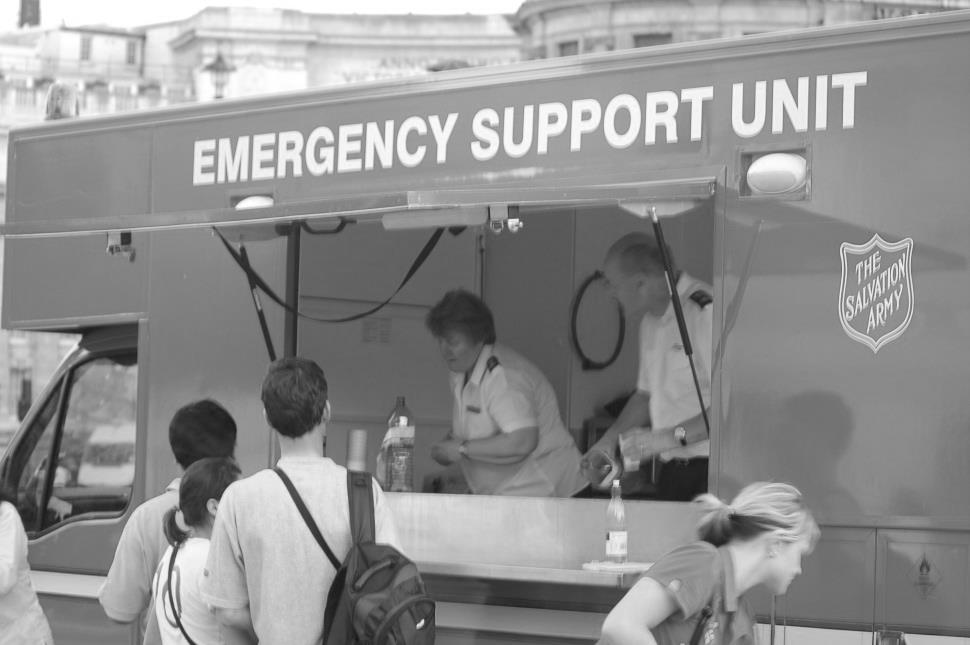 EMERGENCY SUPPORT UNIT
THE
SALVATION
ARMY